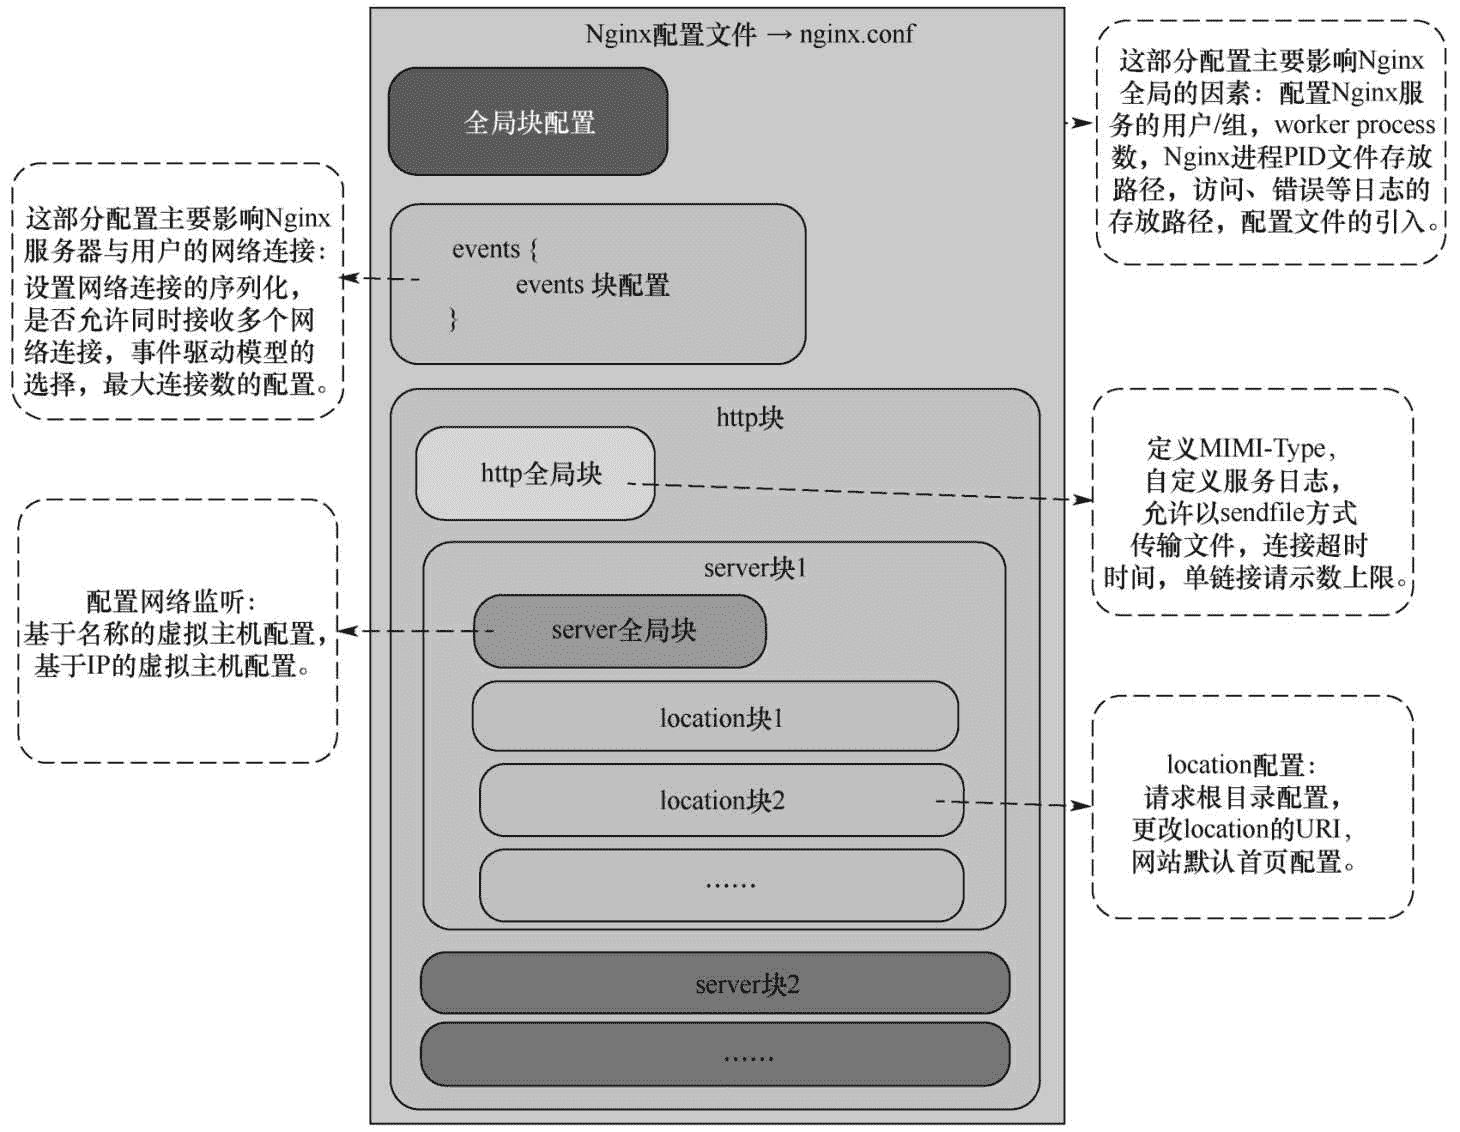 Nginx配置文件 → nginx.conf
全局块配置
这部分配置主要影响Nginx
全局的因素：配置Nginx服
务的用户/组，worker process
数，Nginx进程PID文件存放
路径，访问、错误等日志的
存放路径，配置文件的引入。
这部分配置主要影响Nginx
服务器与用户的网络连接：
设置网络连接的序列化，
是否允许同时接收多个网
络连接，事件驱动模型的
选择，最大连接数的配置。
events {
events 块配置
}
http块
http全局块
定义MIMI-Type，
自定义服务日志，
允许以sendfile方式
传输文件，连接超时
时间，单链接请示数上限。
server块1
server全局块
配置网络监听：
基于名称的虚拟主机配置，
基于IP的虚拟主机配置。
location块1
location块2
location配置：
请求根目录配置，
更改location的URI，
网站默认首页配置。
……
server块2
……